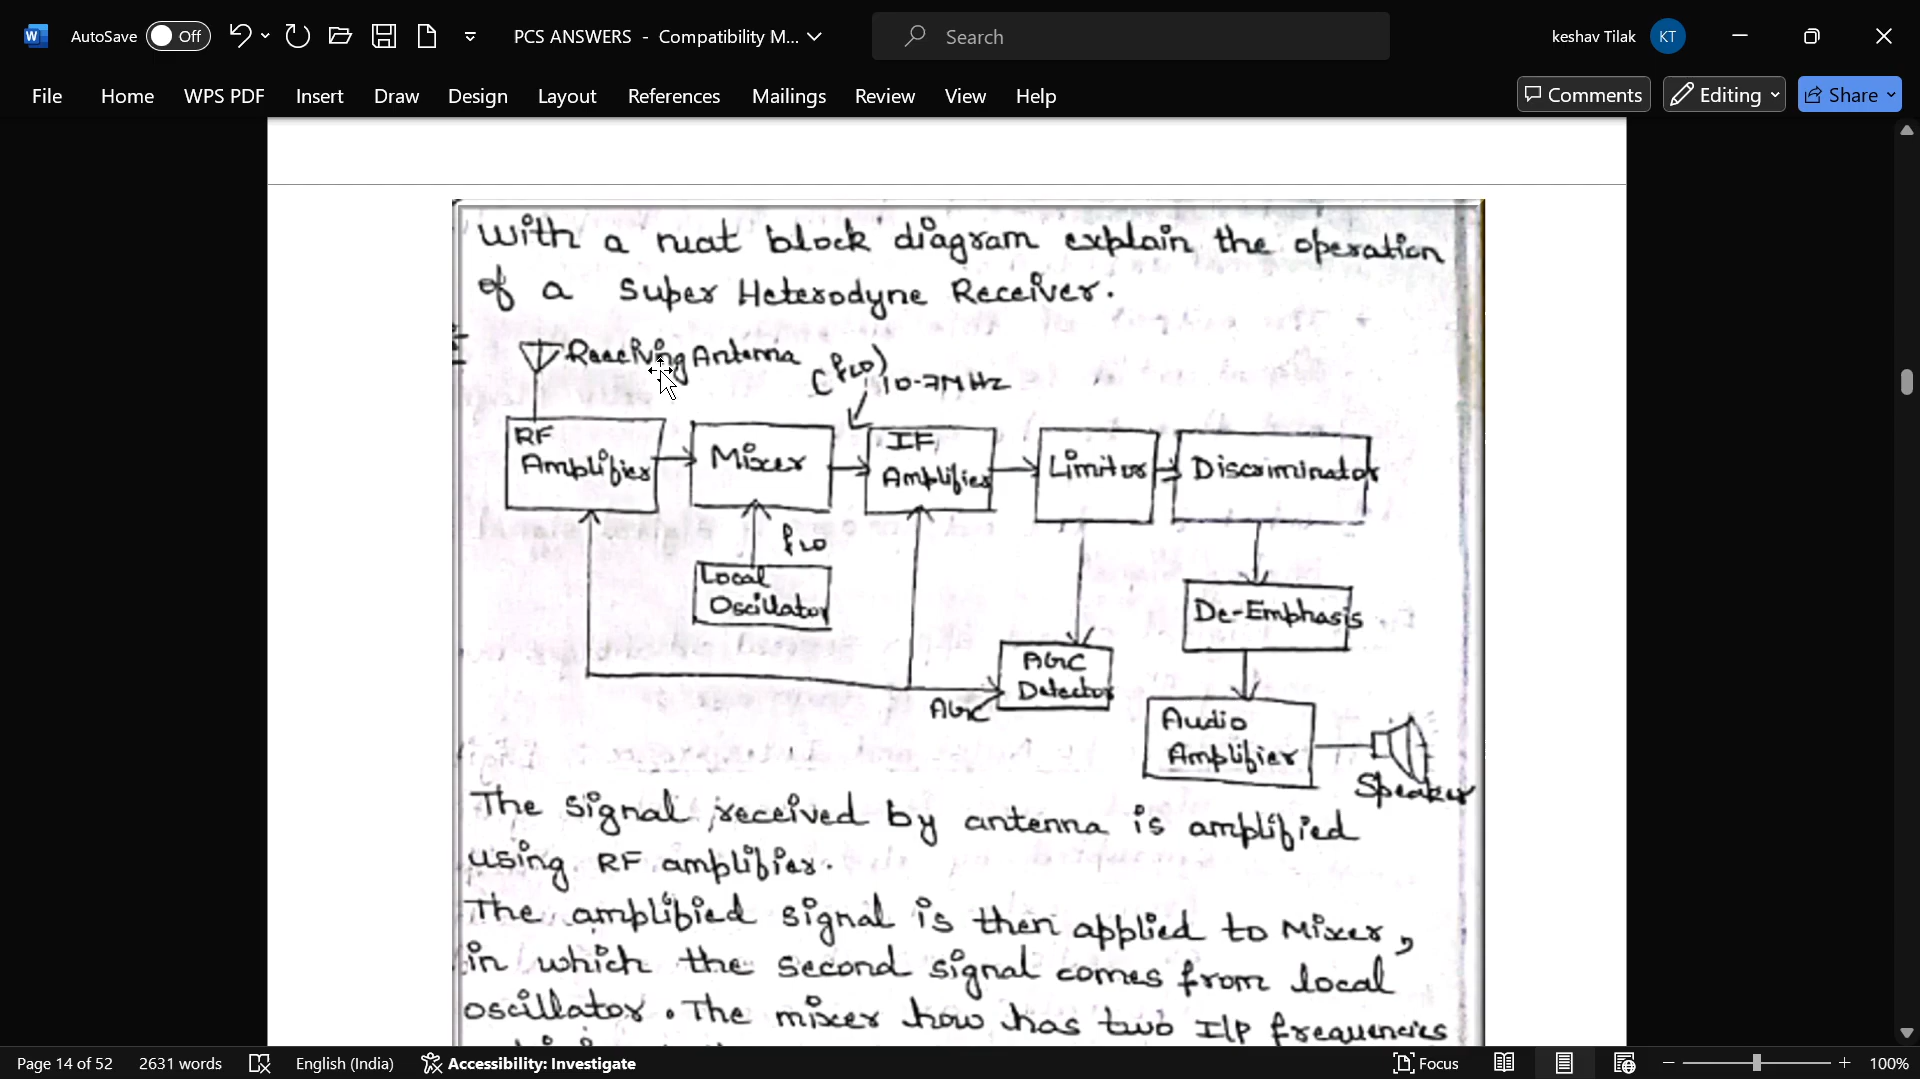 AutoSave Off PCS ANSWERS - Compatibility M... Search keshav Tilak KT
File Home WPS PDF Insert Draw Design Layout References Mailings Review View Help Comments Editing Share
With a neat block diagram explain the operation
of a Super Heterodyne Receiver.
Receiving Antenna
(fLO) 10.7MHz
RF
Amplifier
Mixer
IF
Amplifier
Limiter
Discriminator
fLO
Local
Oscillator
De-Emphasis
AGC
Detector
AGC
Audio
Amplifier
Speaker
The signal received by antenna is amplified
using RF amplifier.
The amplified signal is then applied to Mixer,
in which the second signal comes from local
oscillator. The mixer how has two I/P frequencies
Page 14 of 52 2631 words English (India) Accessibility: Investigate Focus 100%